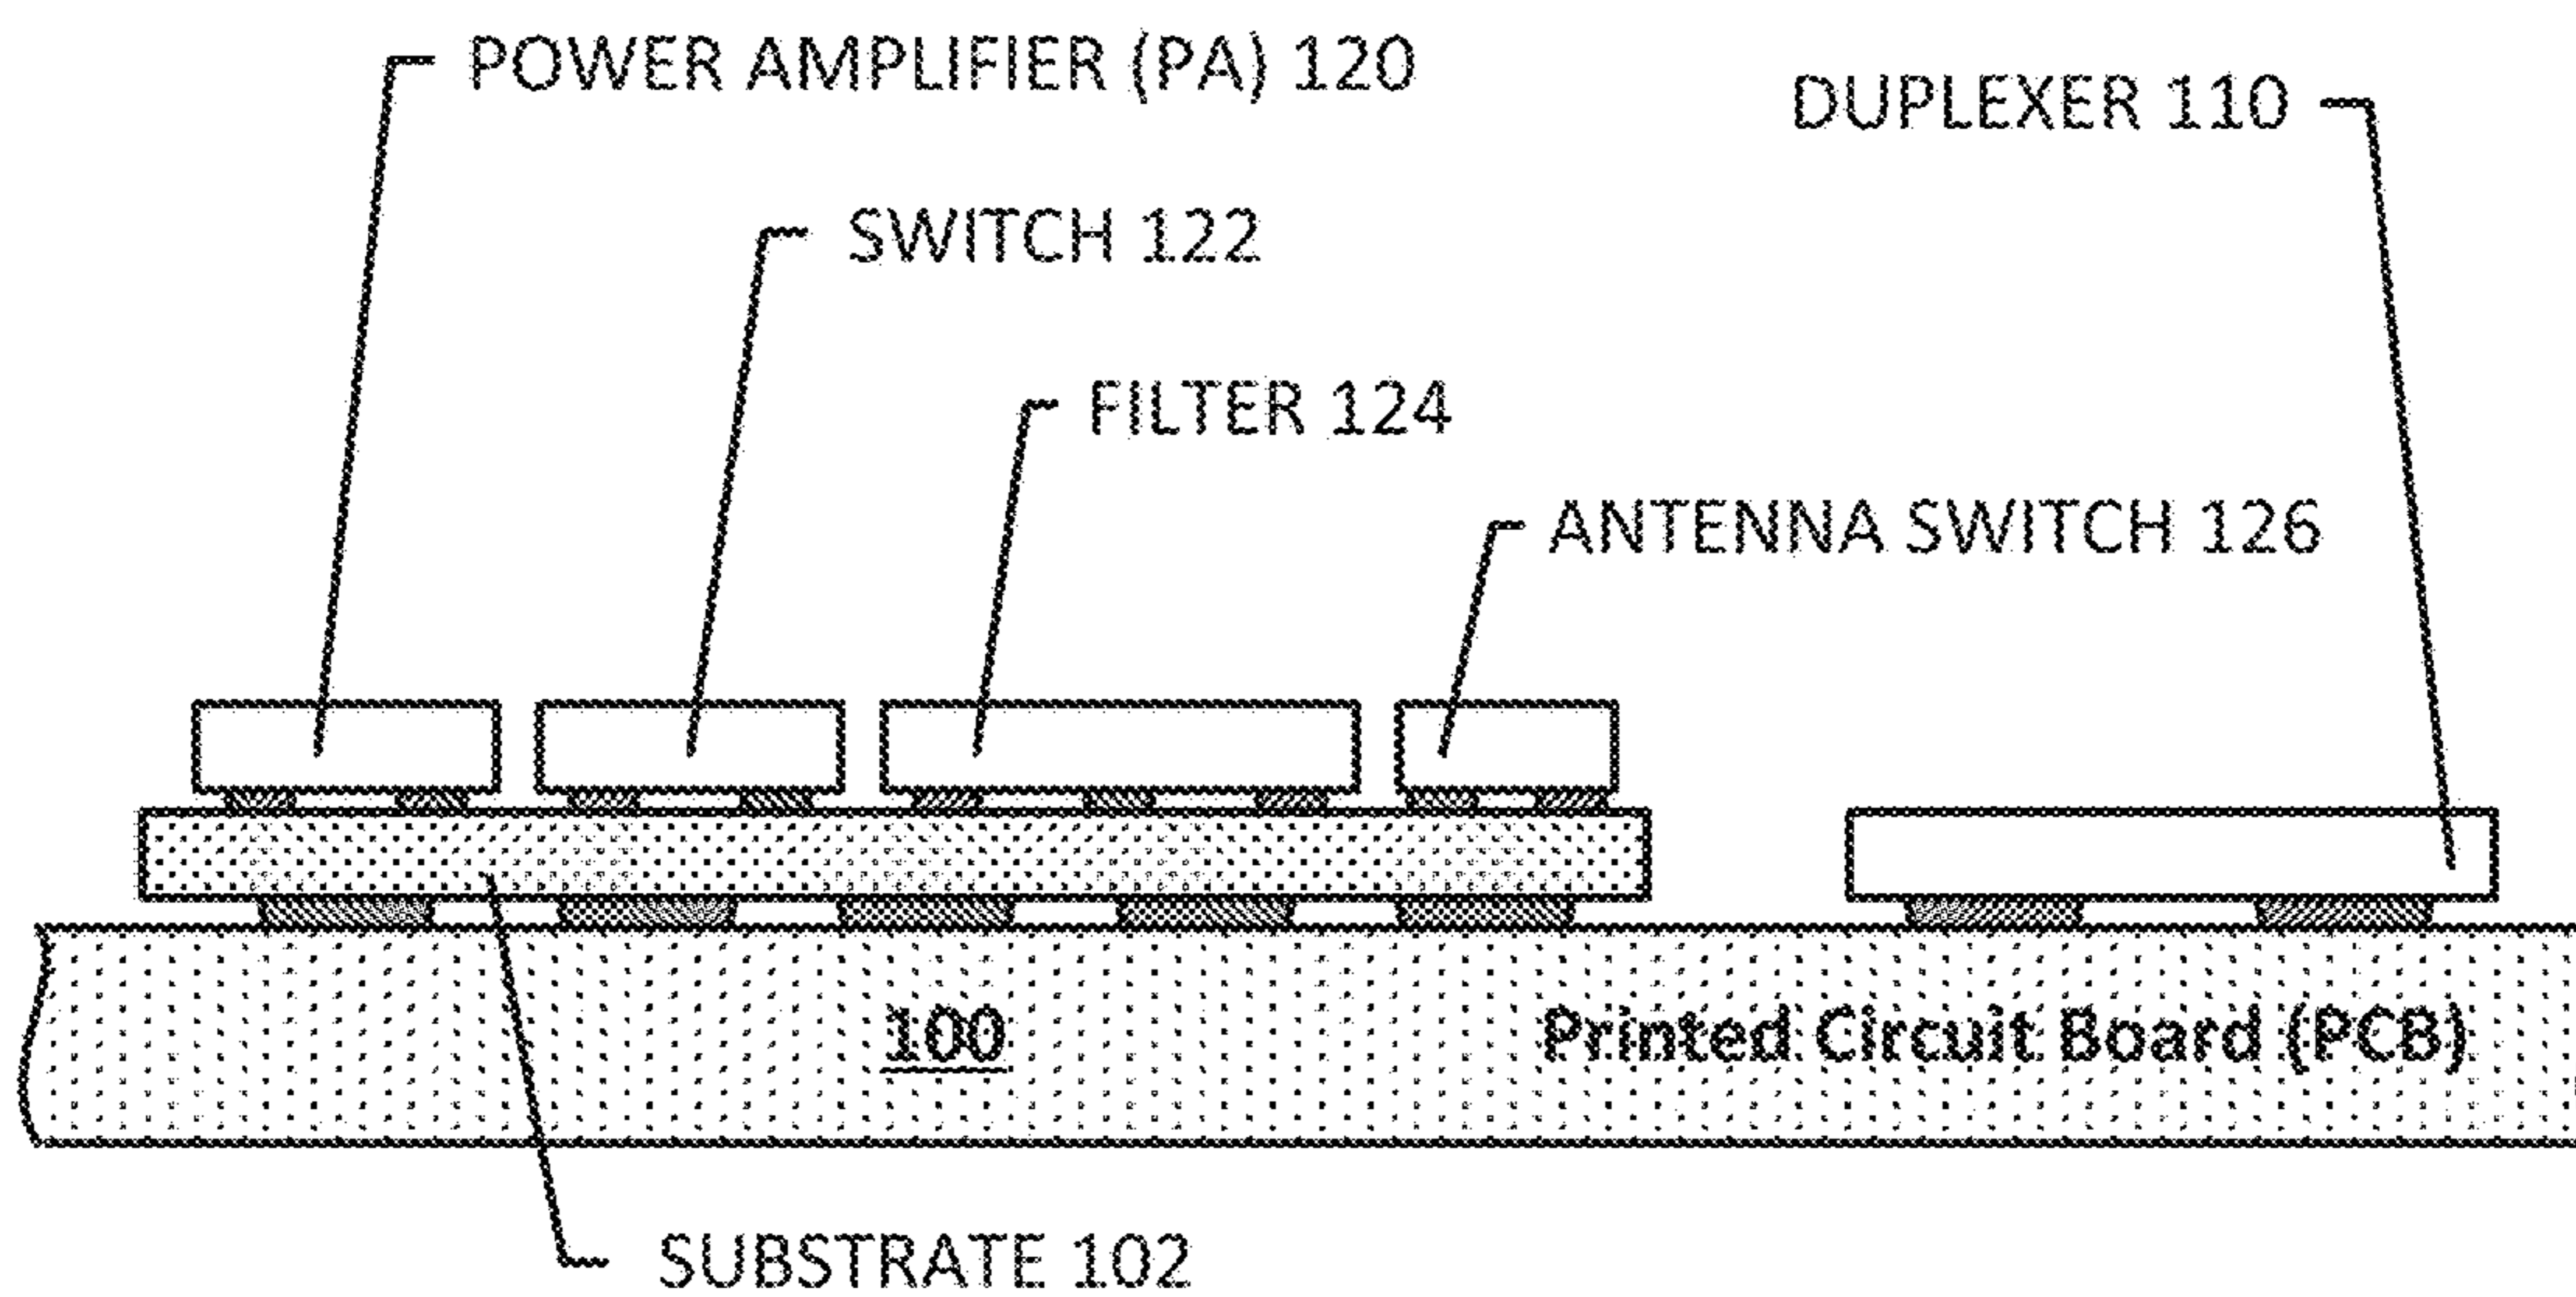 POWER AMPLIFIER (PA) 120
DUPLEXER 110
SWITCH 122
FILTER 124
ANTENNA SWITCH 126
100
Printed Circuit Board (PCB)
SUBSTRATE 102